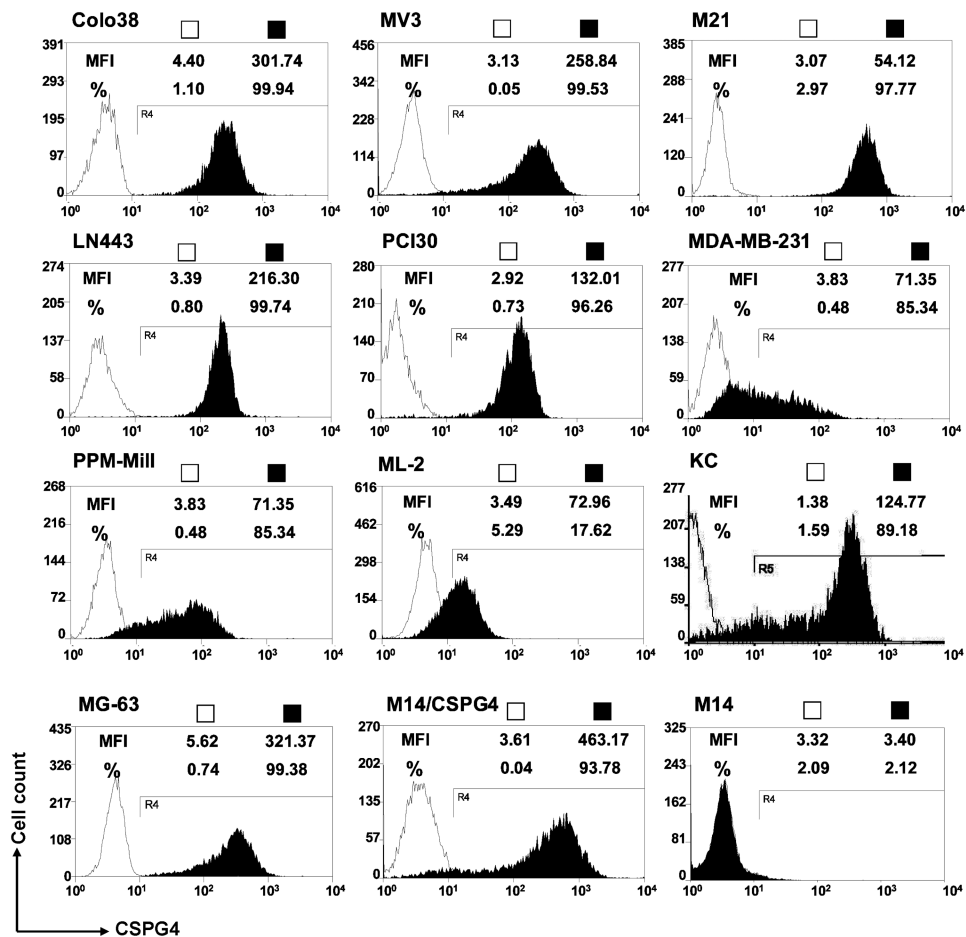 Colo38
391
MFI 4.40 301.74
293
% 1.10 99.94
195
R4
97
0
10⁰ 10¹ 10² 10³ 10⁴
MV3
456
MFI 3.13 258.84
342
% 0.05 99.53
228
R4
114
0
10⁰ 10¹ 10² 10³ 10⁴
M21
385
MFI 3.07 54.12
288
% 2.97 97.77
241
R4
120
0
10⁰ 10¹ 10² 10³ 10⁴
LN443
274
MFI 3.39 216.30
205
% 0.80 99.74
137
R4
58
0
10⁰ 10¹ 10² 10³ 10⁴
PCI30
280
MFI 2.92 132.01
210
% 0.73 96.26
140
R4
70
0
10⁰ 10¹ 10² 10³ 10⁴
MDA-MB-231
277
MFI 3.83 71.35
207
% 0.48 85.34
138
R4
59
0
10⁰ 10¹ 10² 10³ 10⁴
PPM-Mill
268
MFI 3.83 71.35
216
% 0.48 85.34
144
R4
72
0
10⁰ 10¹ 10² 10³ 10⁴
ML-2
616
MFI 3.49 72.96
462
% 5.29 17.62
298
R4
154
0
10⁰ 10¹ 10² 10³ 10⁴
KC
277
MFI 1.38 124.77
207
% 1.59 89.18
138
R5
59
0
10⁰ 10¹ 10² 10³ 10⁴
MG-63
435
MFI 5.62 321.37
326
% 0.74 99.38
217
R4
108
0
10⁰ 10¹ 10² 10³ 10⁴
M14/CSPG4
270
MFI 3.61 463.17
202
% 0.04 93.78
135
R4
57
0
10⁰ 10¹ 10² 10³ 10⁴
M14
325
MFI 3.32 3.40
243
% 2.09 2.12
162
R4
81
0
10⁰ 10¹ 10² 10³ 10⁴
Cell count
CSPG4